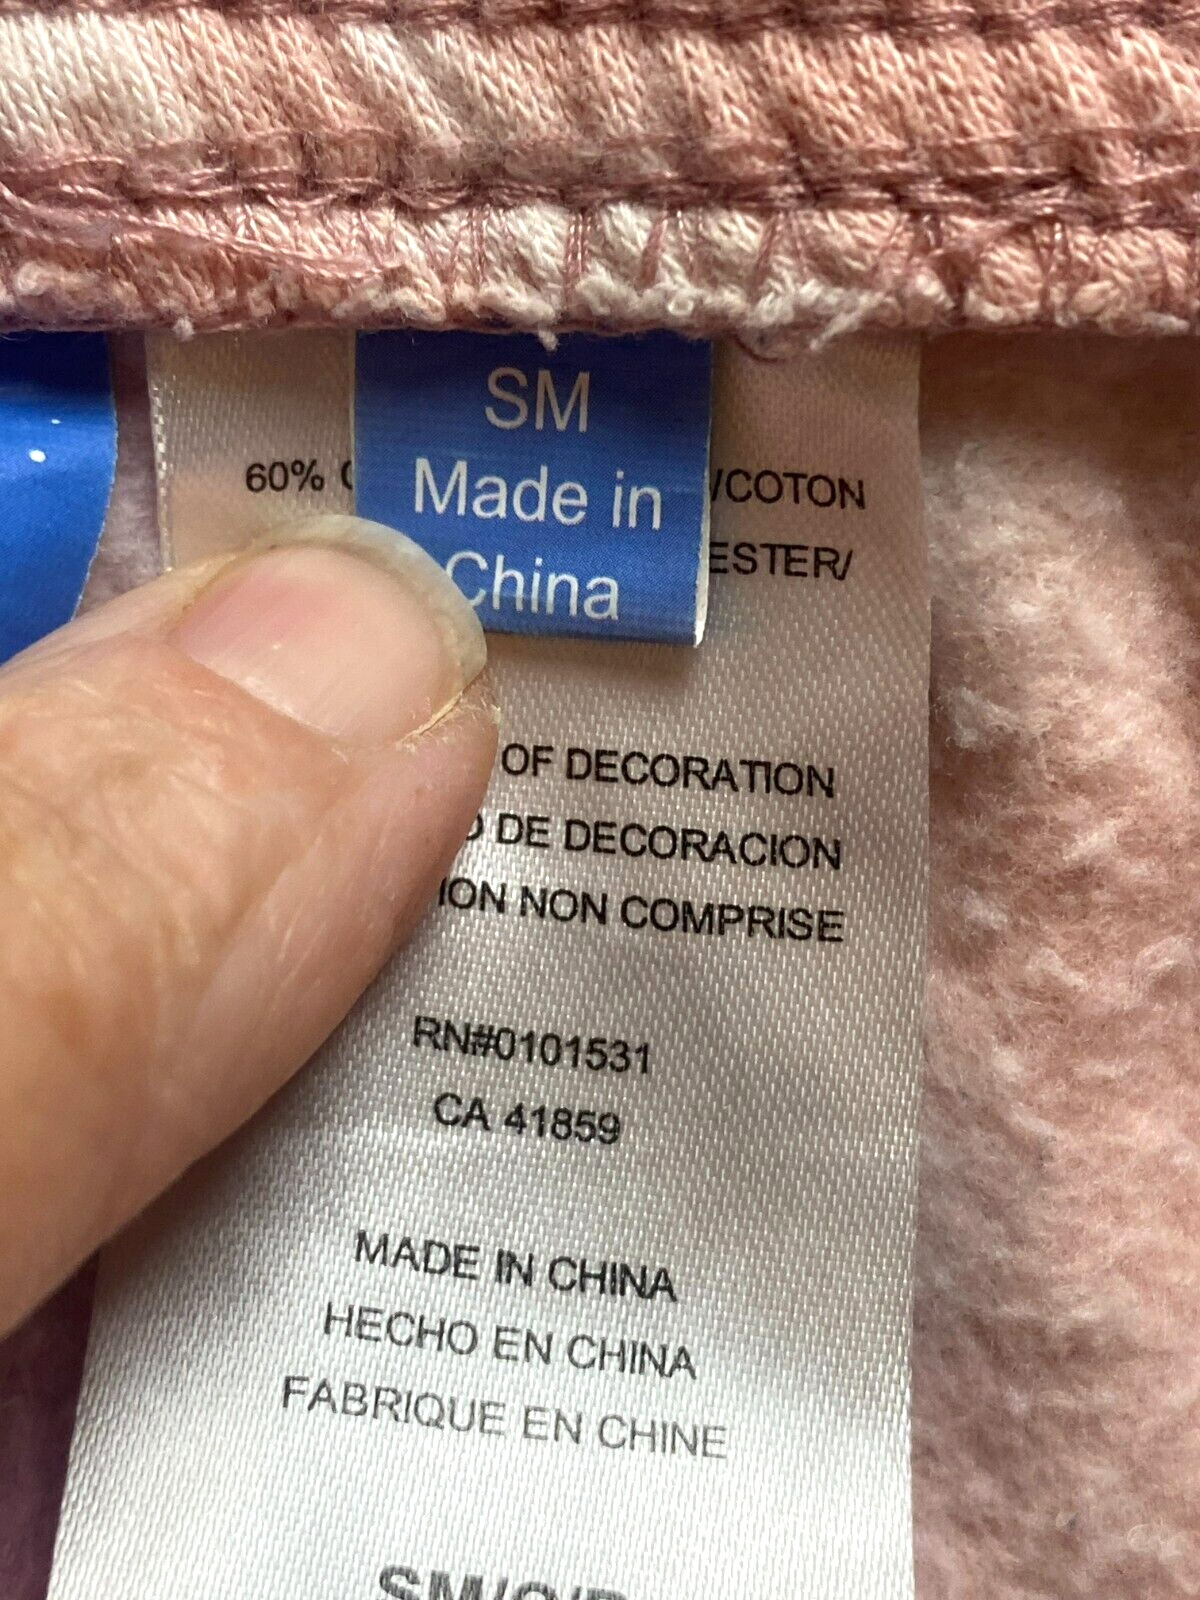 SM
Made in
China
60% /COTON
ESTER/
OF DECORATION
DE DECORACION
ION NON COMPRISE
RN#0101531
CA 41859
MADE IN CHINA
HECHO EN CHINA
FABRIQUE EN CHINE